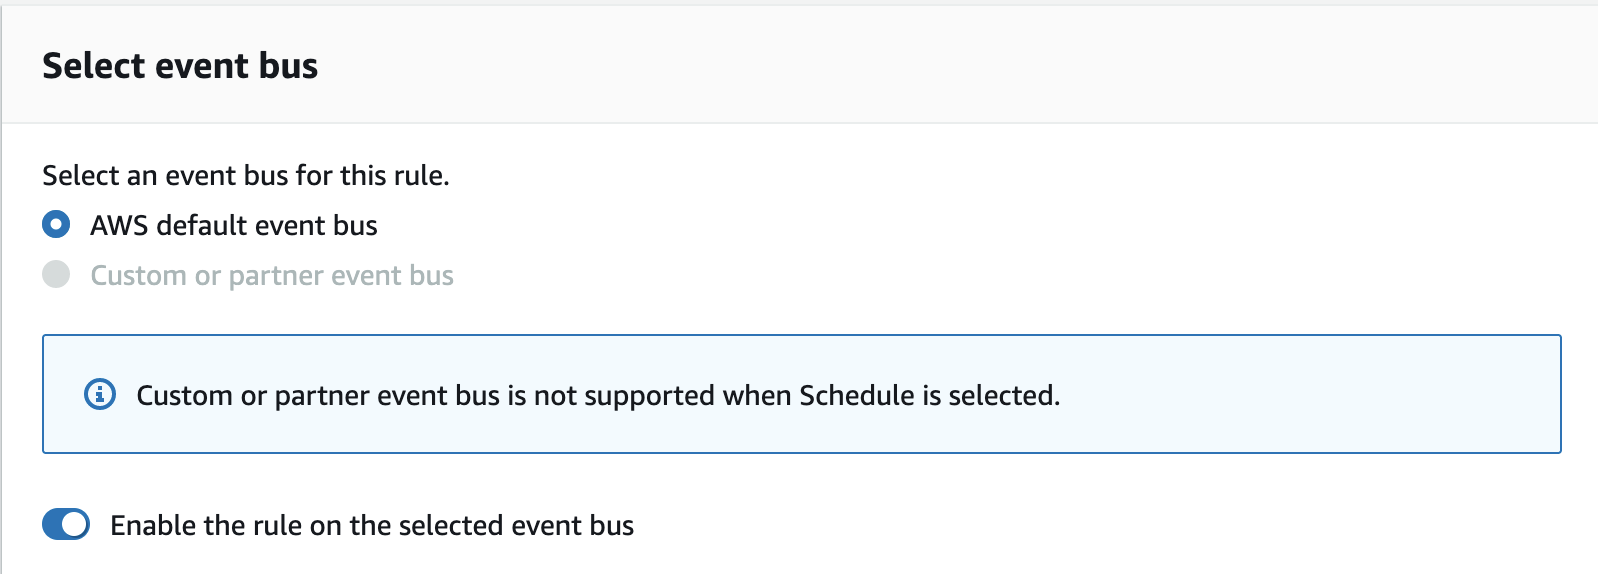 Select event bus
Select an event bus for this rule.
AWS default event bus
Custom or partner event bus
Custom or partner event bus is not supported when Schedule is selected.
Enable the rule on the selected event bus